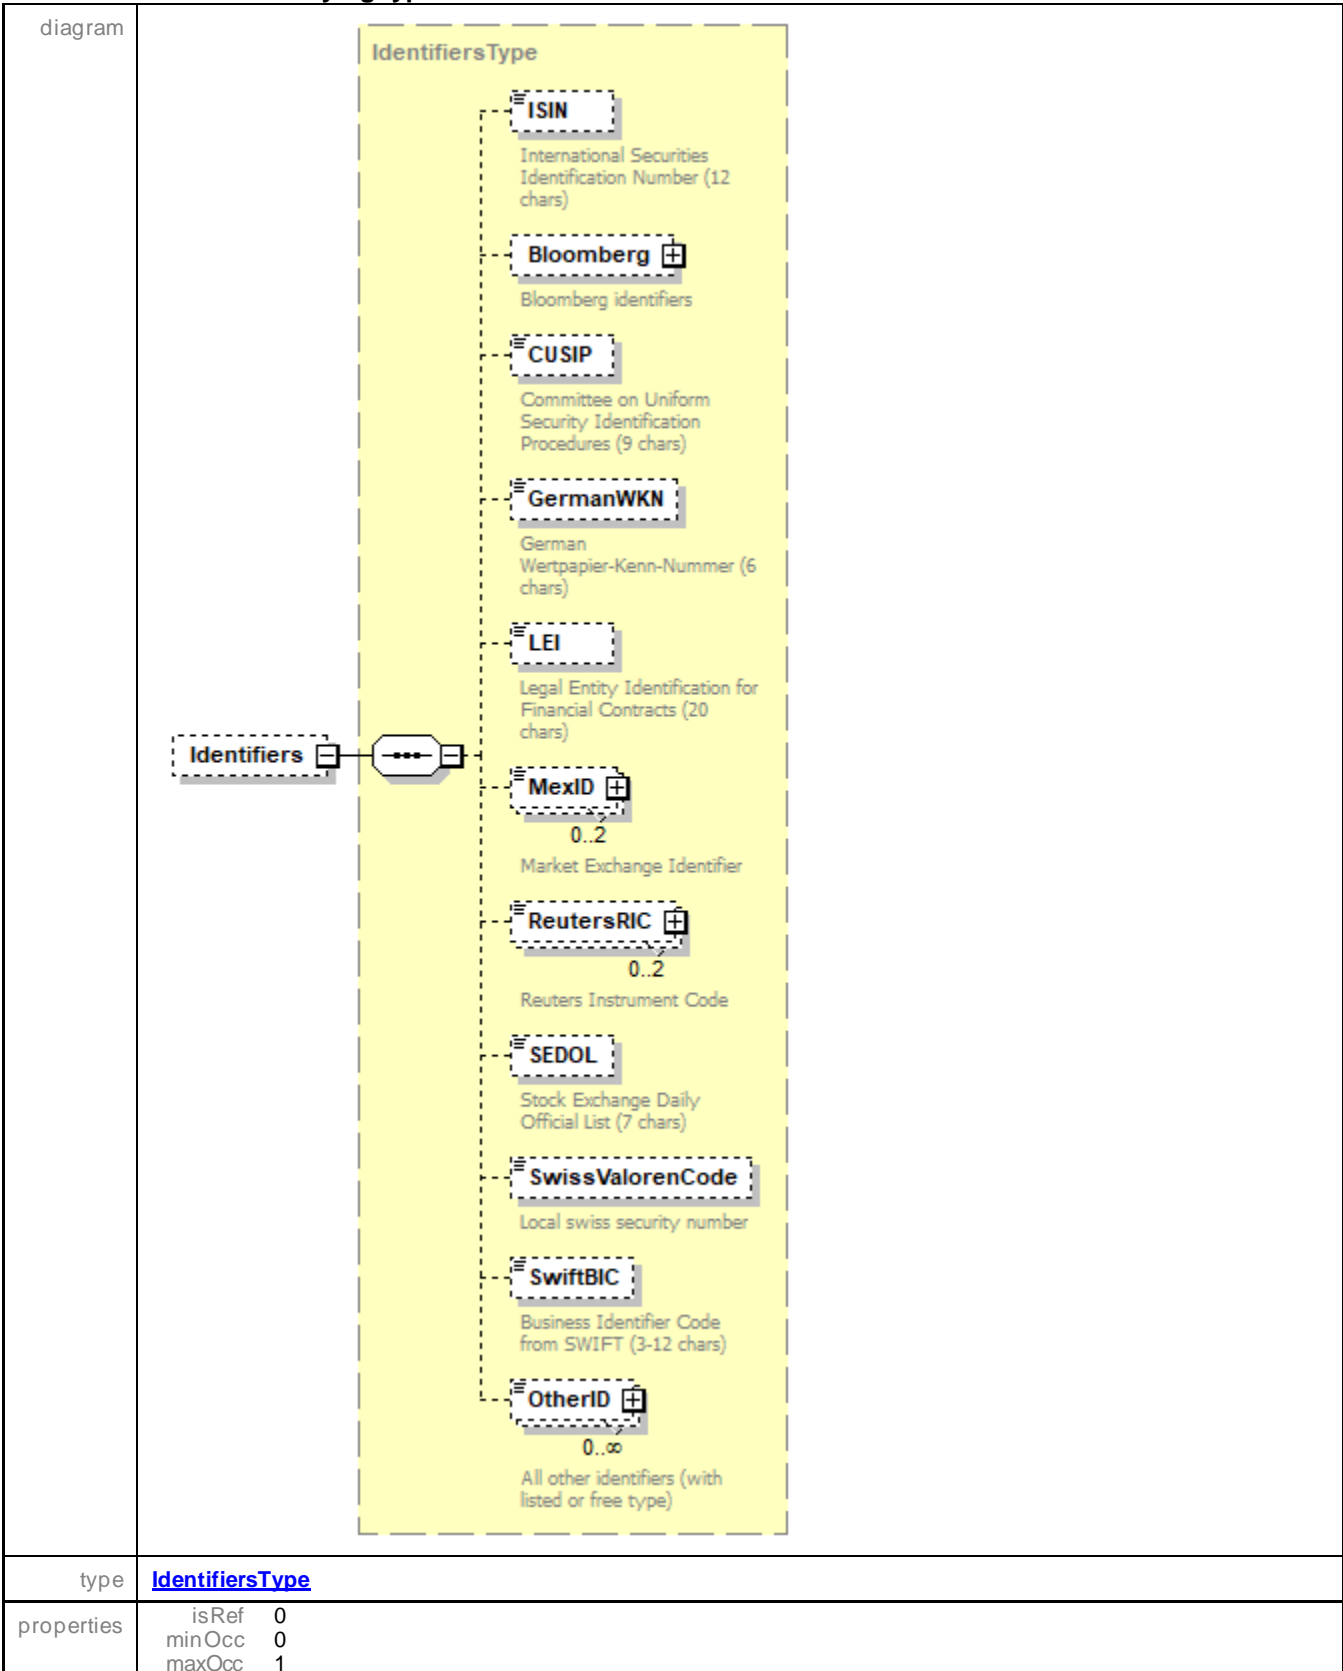 diagram
IdentifiersType
ISIN
International Securities
Identification Number (12
chars)
Bloomberg
Bloomberg identifiers
CUSIP
Committee on Uniform
Security Identification
Procedures (9 chars)
GermanWKN
German
Wertpapier-Kenn-Nummer (6
chars)
LEI
Legal Entity Identification for
Financial Contracts (20
chars)
Identifiers
MexID
0..2
Market Exchange Identifier
ReutersRIC
0..2
Reuters Instrument Code
SEDOL
Stock Exchange Daily
Official List (7 chars)
SwissValorenCode
Local swiss security number
SwiftBIC
Business Identifier Code
from SWIFT (3-12 chars)
OtherID
0..∞
All other identifiers (with
listed or free type)
type IdentifiersType
properties
isRef 0
minOcc 0
maxOcc 1